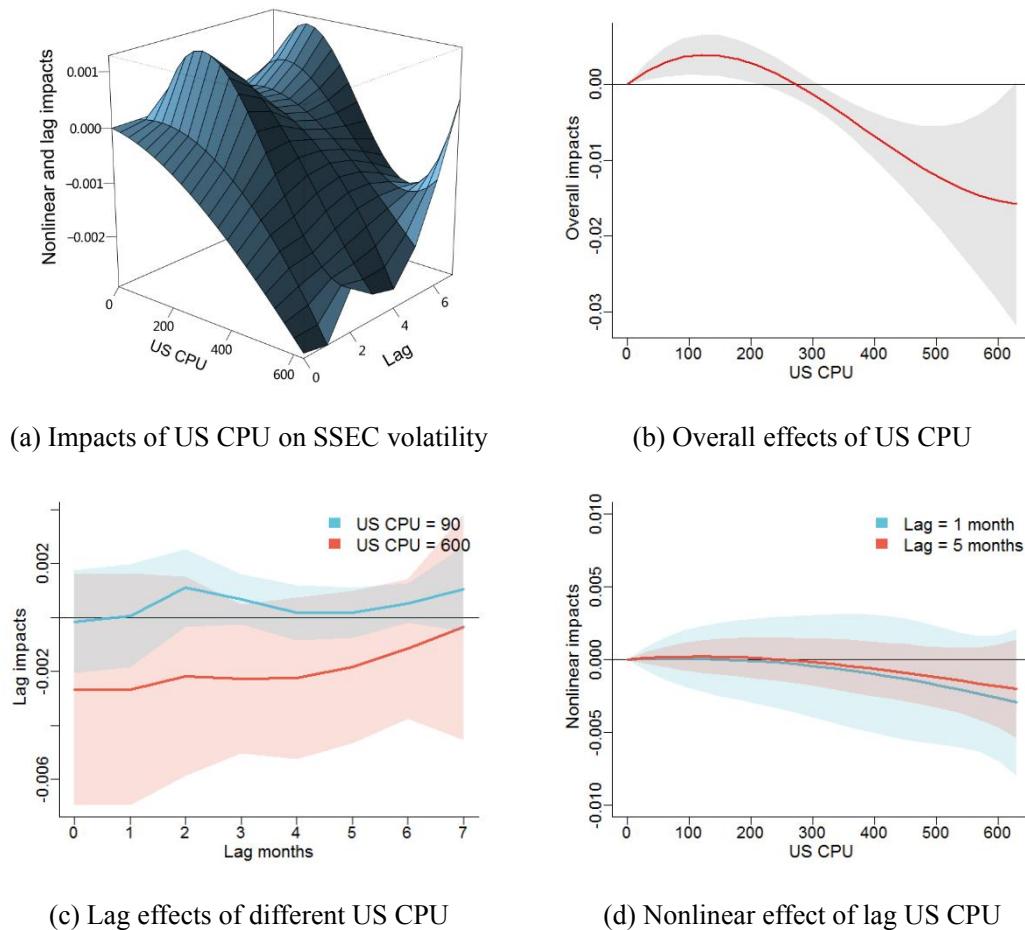 Nonlinear and lag impacts
0.001
0.000
−0.001
−0.002
0
200
400
600
US CPU
0
2
4
6
Lag
(a) Impacts of US CPU on SSEC volatility
Overall impacts
0.00
-0.01
-0.02
-0.03
0 100 200 300 400 500 600
US CPU
(b) Overall effects of US CPU
Lag impacts
0.002
-0.002
-0.006
US CPU = 90
US CPU = 600
0 1 2 3 4 5 6 7
Lag months
(c) Lag effects of different US CPU
Nonlinear impacts
0.010
0.005
0.000
-0.005
-0.010
Lag = 1 month
Lag = 5 months
0 100 200 300 400 500 600
US CPU
(d) Nonlinear effect of lag US CPU